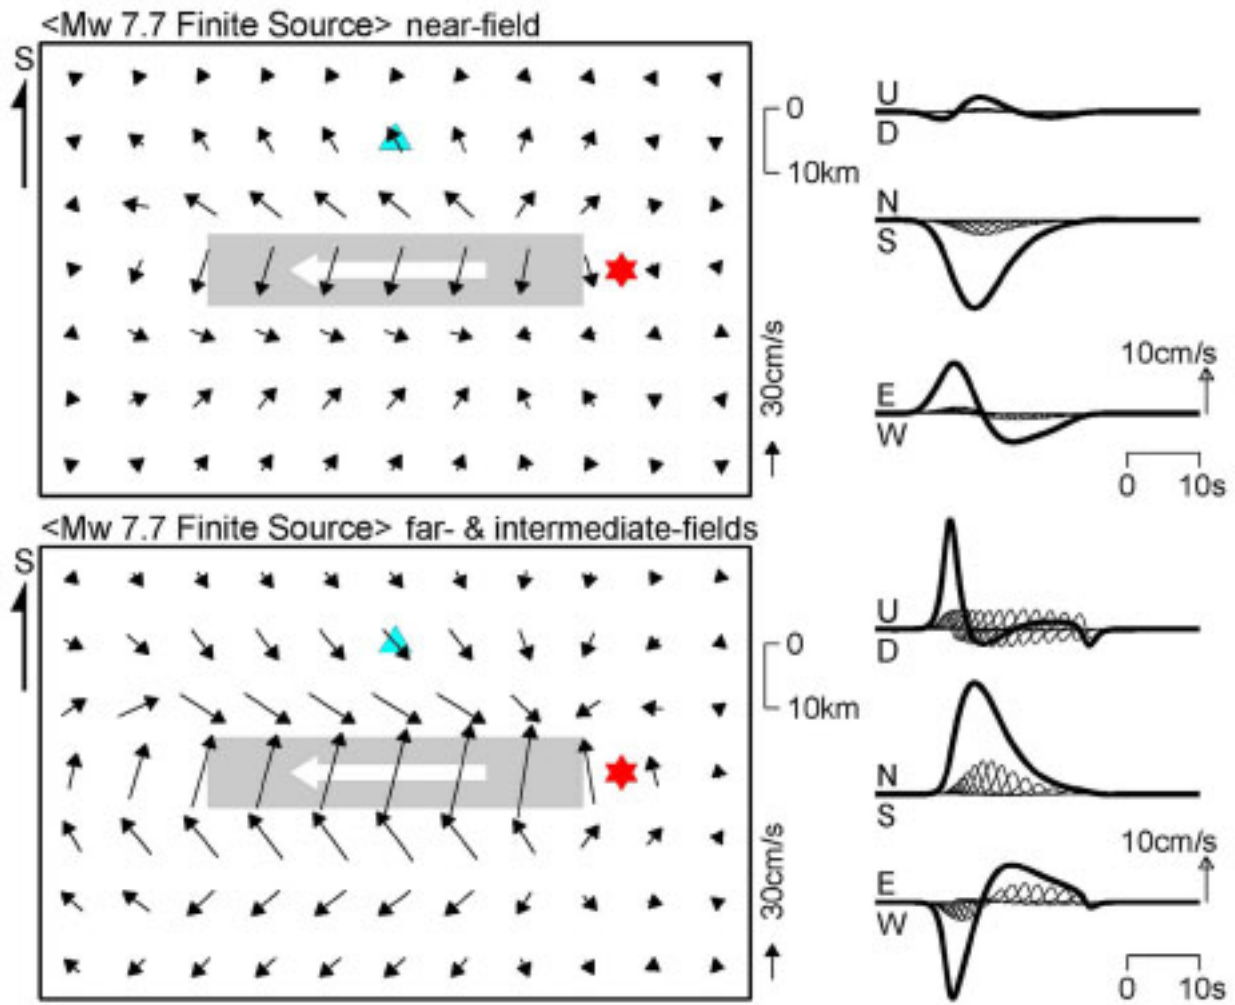 <Mw 7.7 Finite Source> near-field
S
0
10km
30cm/s
U
D
N
S
10cm/s
E
W
0 10s
<Mw 7.7 Finite Source> far- & intermediate-fields
S
0
10km
30cm/s
U
D
N
S
10cm/s
E
W
0 10s